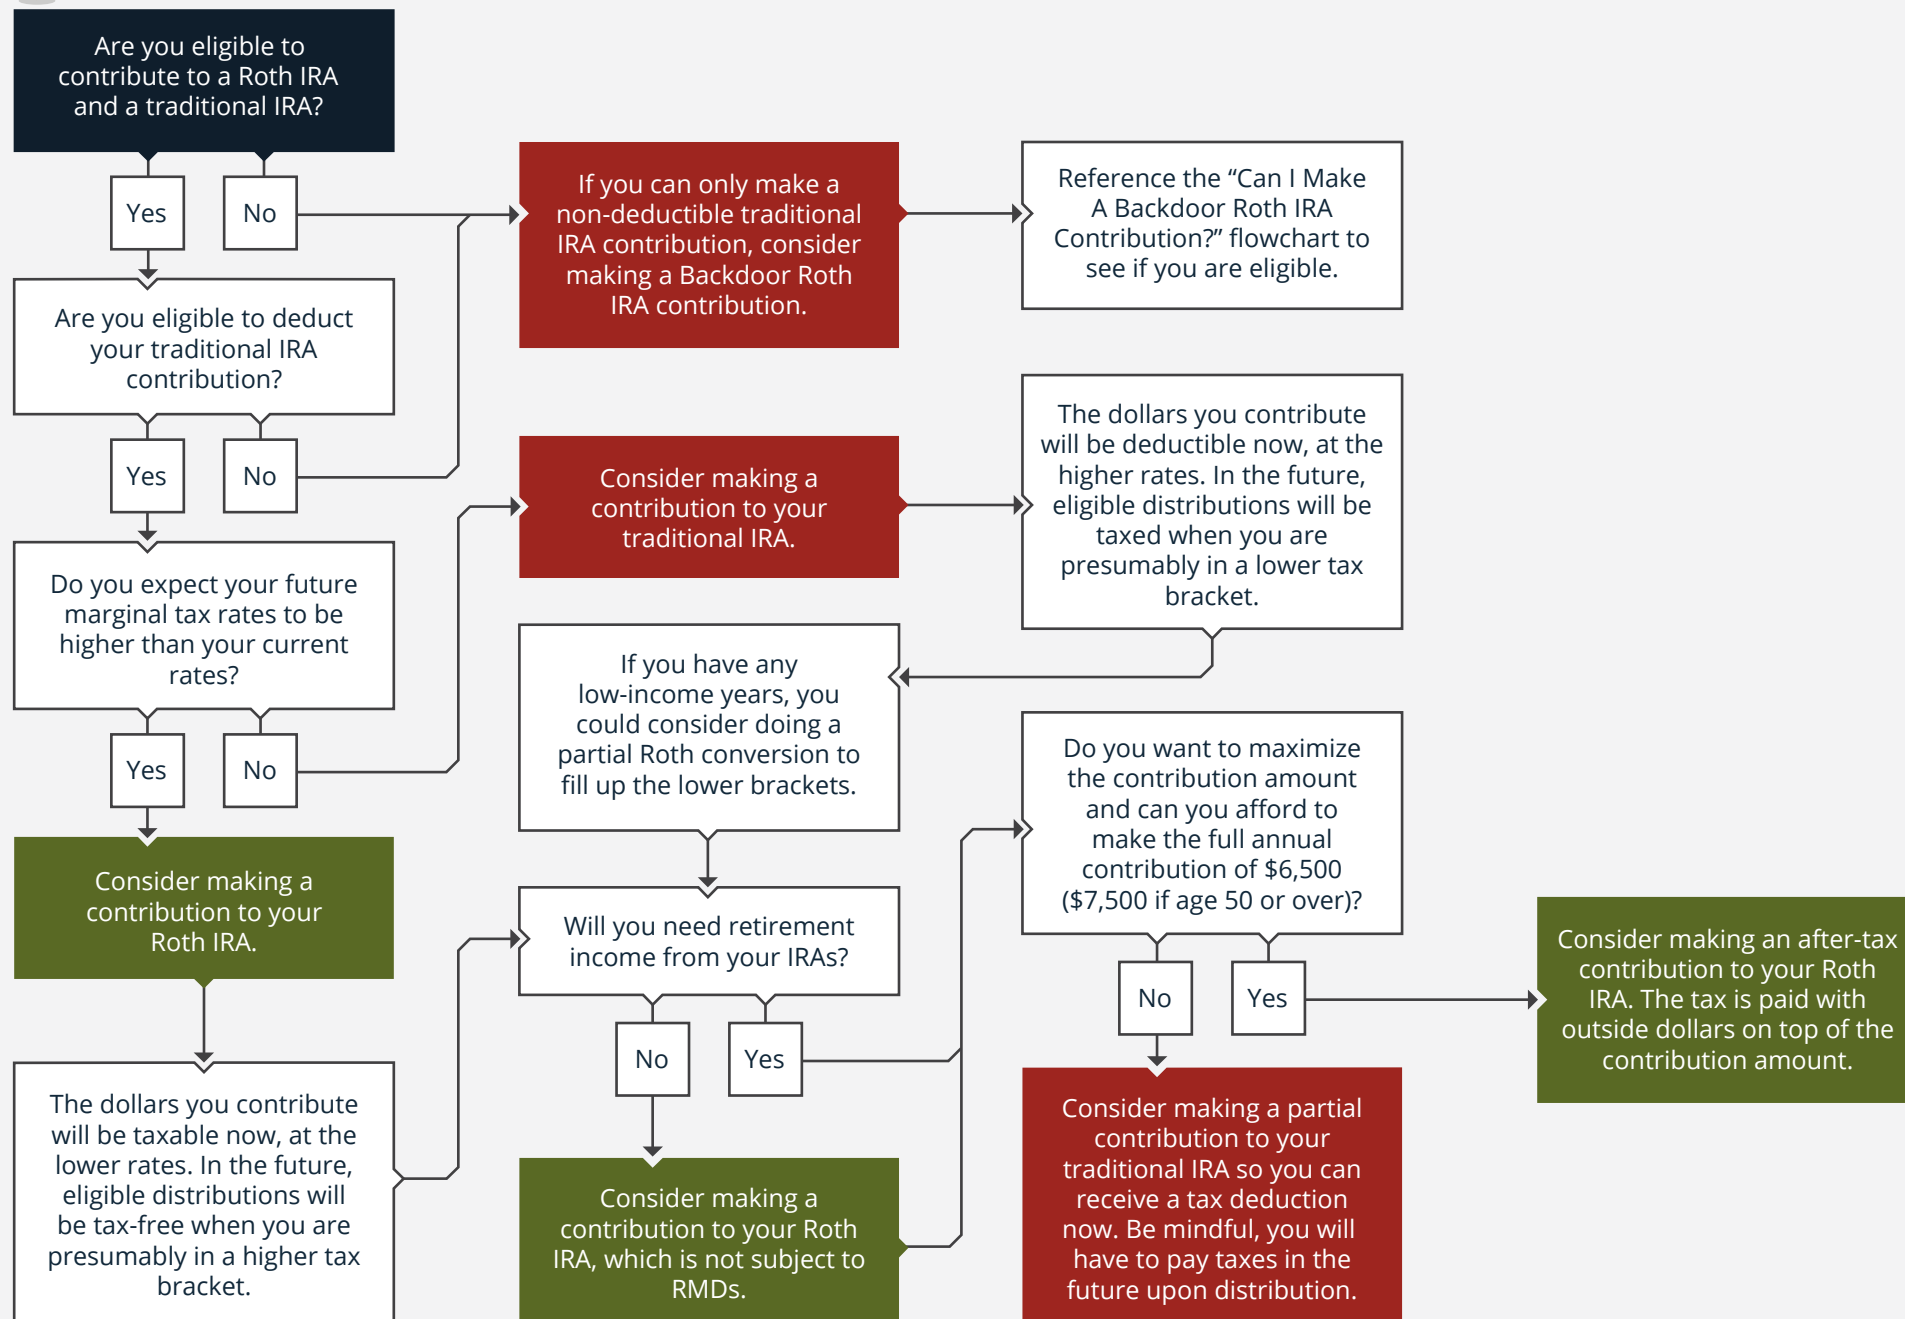 Are you eligible to
contribute to a Roth IRA
and a traditional IRA?
Yes
No
If you can only make a
non-deductible traditional
IRA contribution, consider
making a Backdoor Roth
IRA contribution.
Reference the “Can I Make
A Backdoor Roth IRA
Contribution?” flowchart to
see if you are eligible.
Are you eligible to deduct
your traditional IRA
contribution?
Yes
No
Do you expect your future
marginal tax rates to be
higher than your current
rates?
Yes
No
Consider making a
contribution to your
traditional IRA.
The dollars you contribute
will be deductible now, at the
higher rates. In the future,
eligible distributions will be
taxed when you are
presumably in a lower tax
bracket.
If you have any
low-income years, you
could consider doing a
partial Roth conversion to
fill up the lower brackets.
Consider making a
contribution to your
Roth IRA.
The dollars you contribute
will be taxable now, at the
lower rates. In the future,
eligible distributions will
be tax-free when you are
presumably in a higher tax
bracket.
Will you need retirement
income from your IRAs?
No
Yes
Consider making a
contribution to your Roth
IRA, which is not subject to
RMDs.
Do you want to maximize
the contribution amount
and can you afford to
make the full annual
contribution of $6,500
($7,500 if age 50 or over)?
No
Yes
Consider making a partial
contribution to your
traditional IRA so you can
receive a tax deduction
now. Be mindful, you will
have to pay taxes in the
future upon distribution.
Consider making an after-tax
contribution to your Roth
IRA. The tax is paid with
outside dollars on top of the
contribution amount.